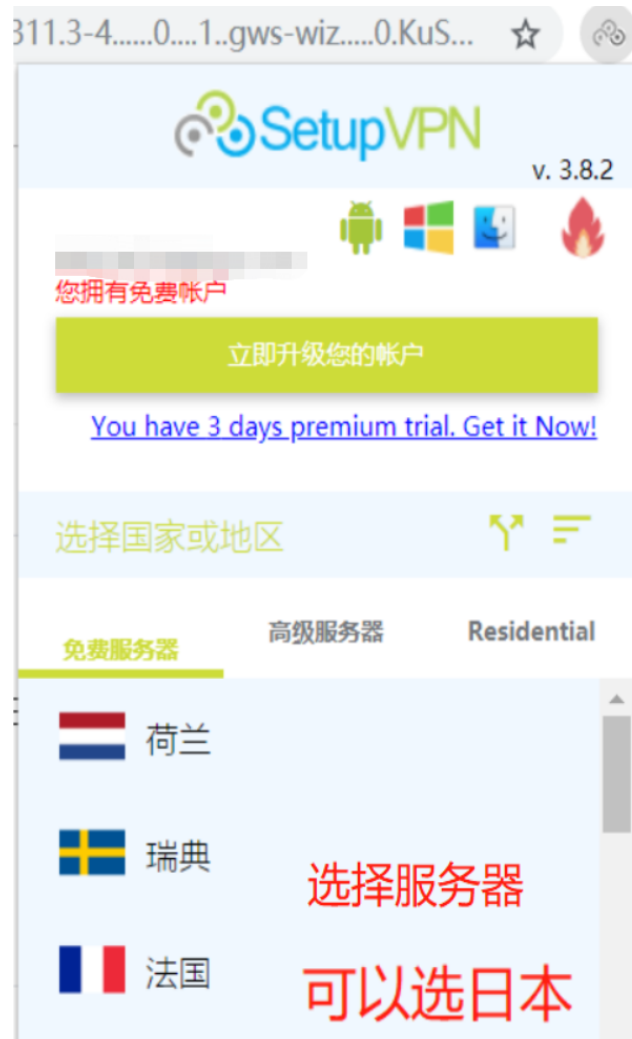 311.3-4......0....1..gws-wiz.....0.KuS...
SetupVPN
v. 3.8.2
您拥有免费帐户
立即升级您的帐户
You have 3 days premium trial. Get it Now!
选择国家或地区
免费服务器 高级服务器 Residential
荷兰
瑞典
选择服务器
法国
可以选日本